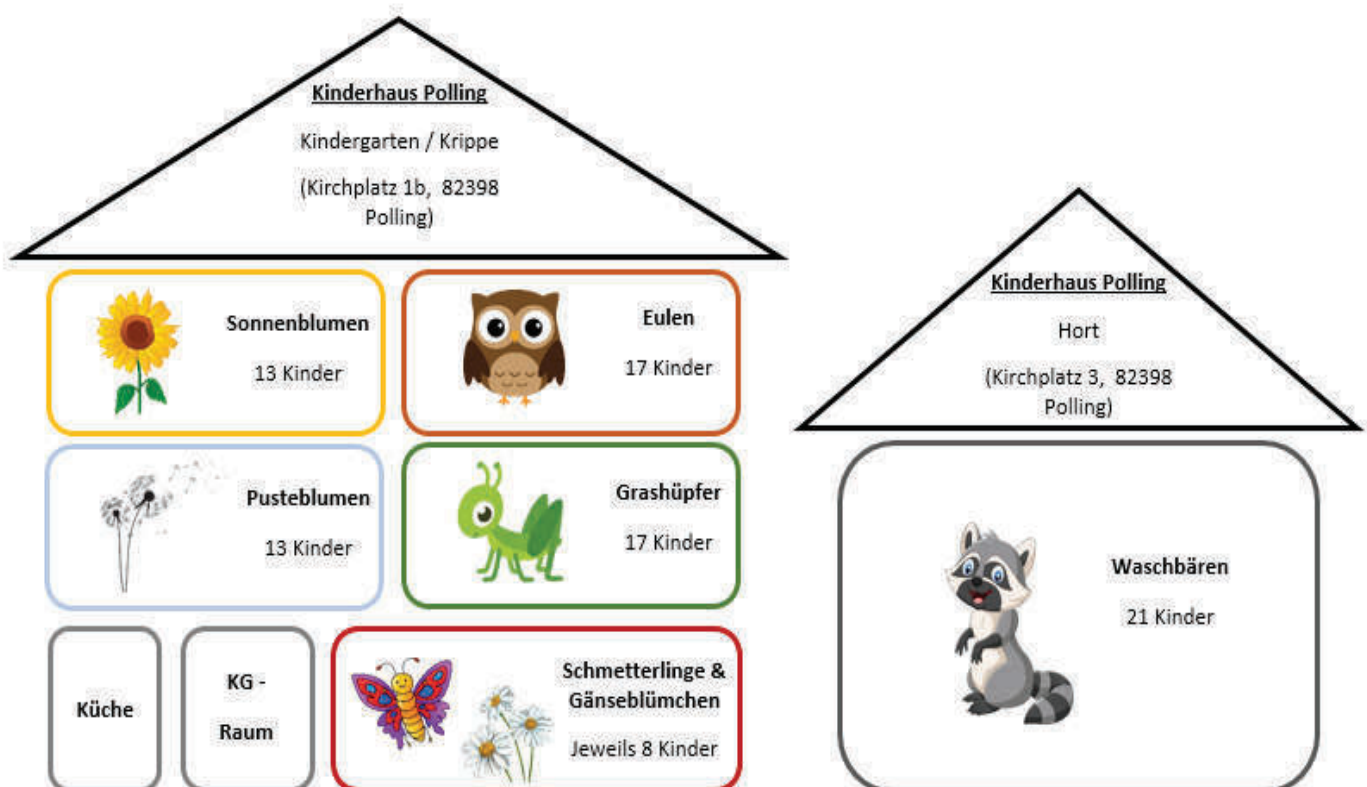 Kinderhaus Polling
Kindergarten / Krippe
(Kirchplatz 1b, 82398
Polling)
Sonnenblumen
13 Kinder
Eulen
17 Kinder
Pusteblumen
13 Kinder
Grashüpfer
17 Kinder
Küche
KG -
Raum
Schmetterlinge &
Gänseblümchen
Jeweils 8 Kinder
Kinderhaus Polling
Hort
(Kirchplatz 3, 82398
Polling)
Waschbären
21 Kinder